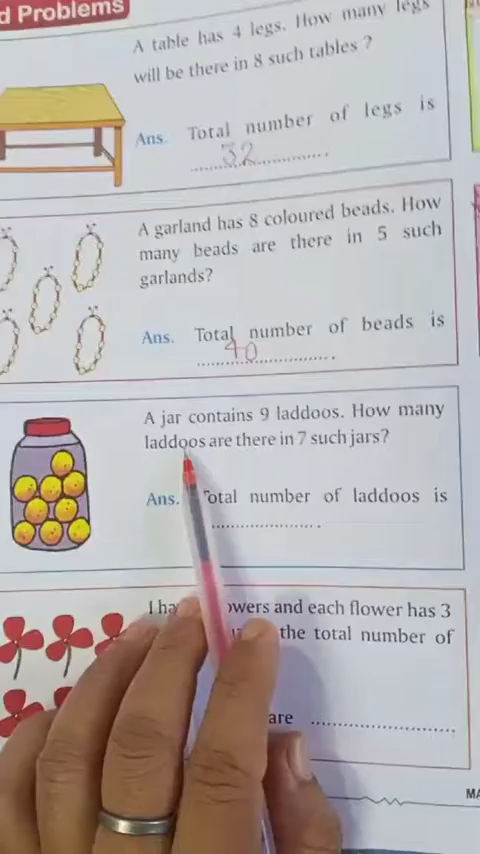 d Problems
A table has 4 legs. How many legs
will be there in 8 such tables ?
Ans. Total number of legs is
32
A garland has 8 coloured beads. How
many beads are there in 5 such
garlands?
Ans. Total number of beads is
40
A jar contains 9 laddoos. How many
laddoos are there in 7 such jars?
Ans. Total number of laddoos is
I ha owers and each flower has 3
the total number of
are
MA